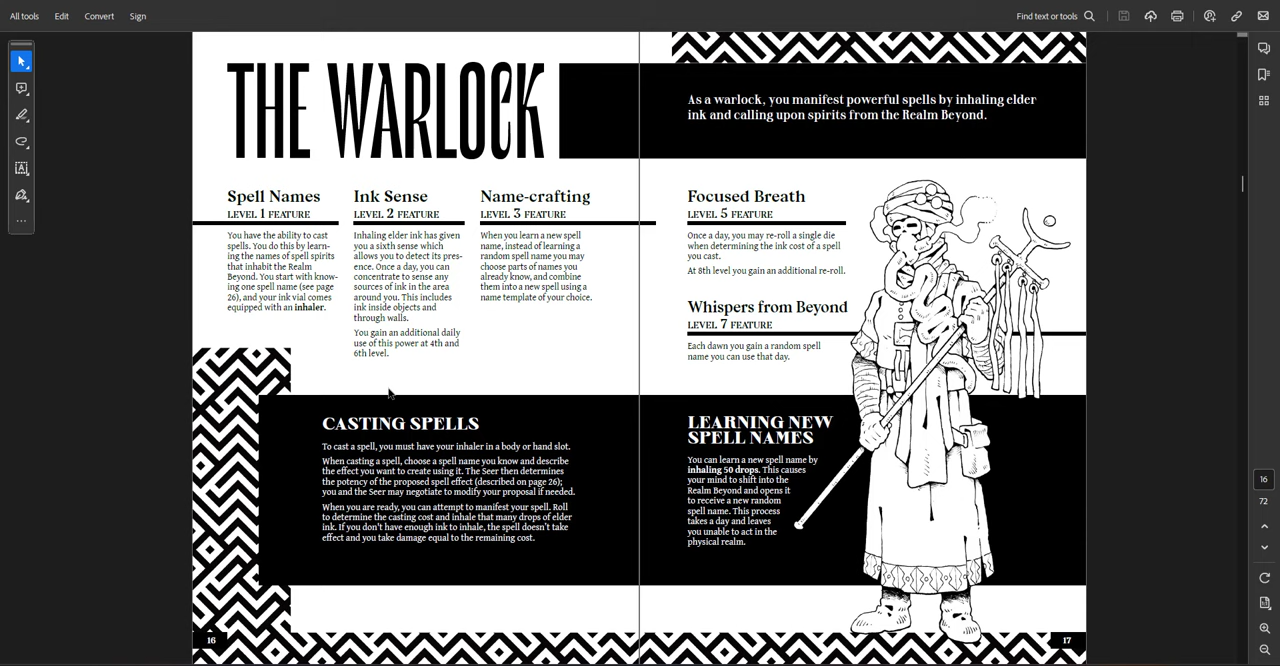 All tools Edit Convert Sign
Find text or tools
THE WARLOCK
As a warlock, you manifest powerful spells by inhaling elder
ink and calling upon spirits from the Realm Beyond.
Spell Names
LEVEL 1 FEATURE
You have the ability to cast
spells. You do this by learn-
ing the names of spell spirits
that inhabit the Realm
Beyond. You start with know-
ing one spell name (see page
26), and your ink vial comes
equipped with an inhaler.
Ink Sense
LEVEL 2 FEATURE
Inhaling elder ink has given
you a sixth sense which
allows you to detect its pres-
ence. Once a day, you can
concentrate to sense any
sources of ink in the area
around you. This includes
ink inside objects and
through walls.
You gain an additional daily
use of this power at 4th and
6th level.
Name-crafting
LEVEL 3 FEATURE
When you learn a new spell
name, instead of learning a
random spell name you may
choose parts of names you
already know, and combine
them into a new spell using a
name template of your choice.
Focused Breath
LEVEL 5 FEATURE
Once a day, you may re-roll a single die
when determining the ink cost of a spell
you cast.
At 8th level you gain an additional re-roll.
Whispers from Beyond
LEVEL 7 FEATURE
Each dawn you gain a random spell
name you can use that day.
CASTING SPELLS
To cast a spell, you must have your inhaler in a body or hand slot.
When casting a spell, choose a spell name you know and describe
the effect you want to create using it. The Seer then determines
the potency of the proposed spell effect (described on page 26);
you and the Seer may negotiate to modify your proposal if needed.
When you are ready, you can attempt to manifest your spell. Roll
to determine the casting cost and inhale that many drops of elder
ink. If you don't have enough ink to inhale, the spell doesn't take
effect and you take damage equal to the remaining cost.
LEARNING NEW
SPELL NAMES
You can learn a new spell name by
inhaling 50 drops. This causes
your mind to shift into the
Realm Beyond and opens it
to receive a new random
spell name. This process
takes a day and leaves
you unable to act in the
physical realm.
16
17
16
72